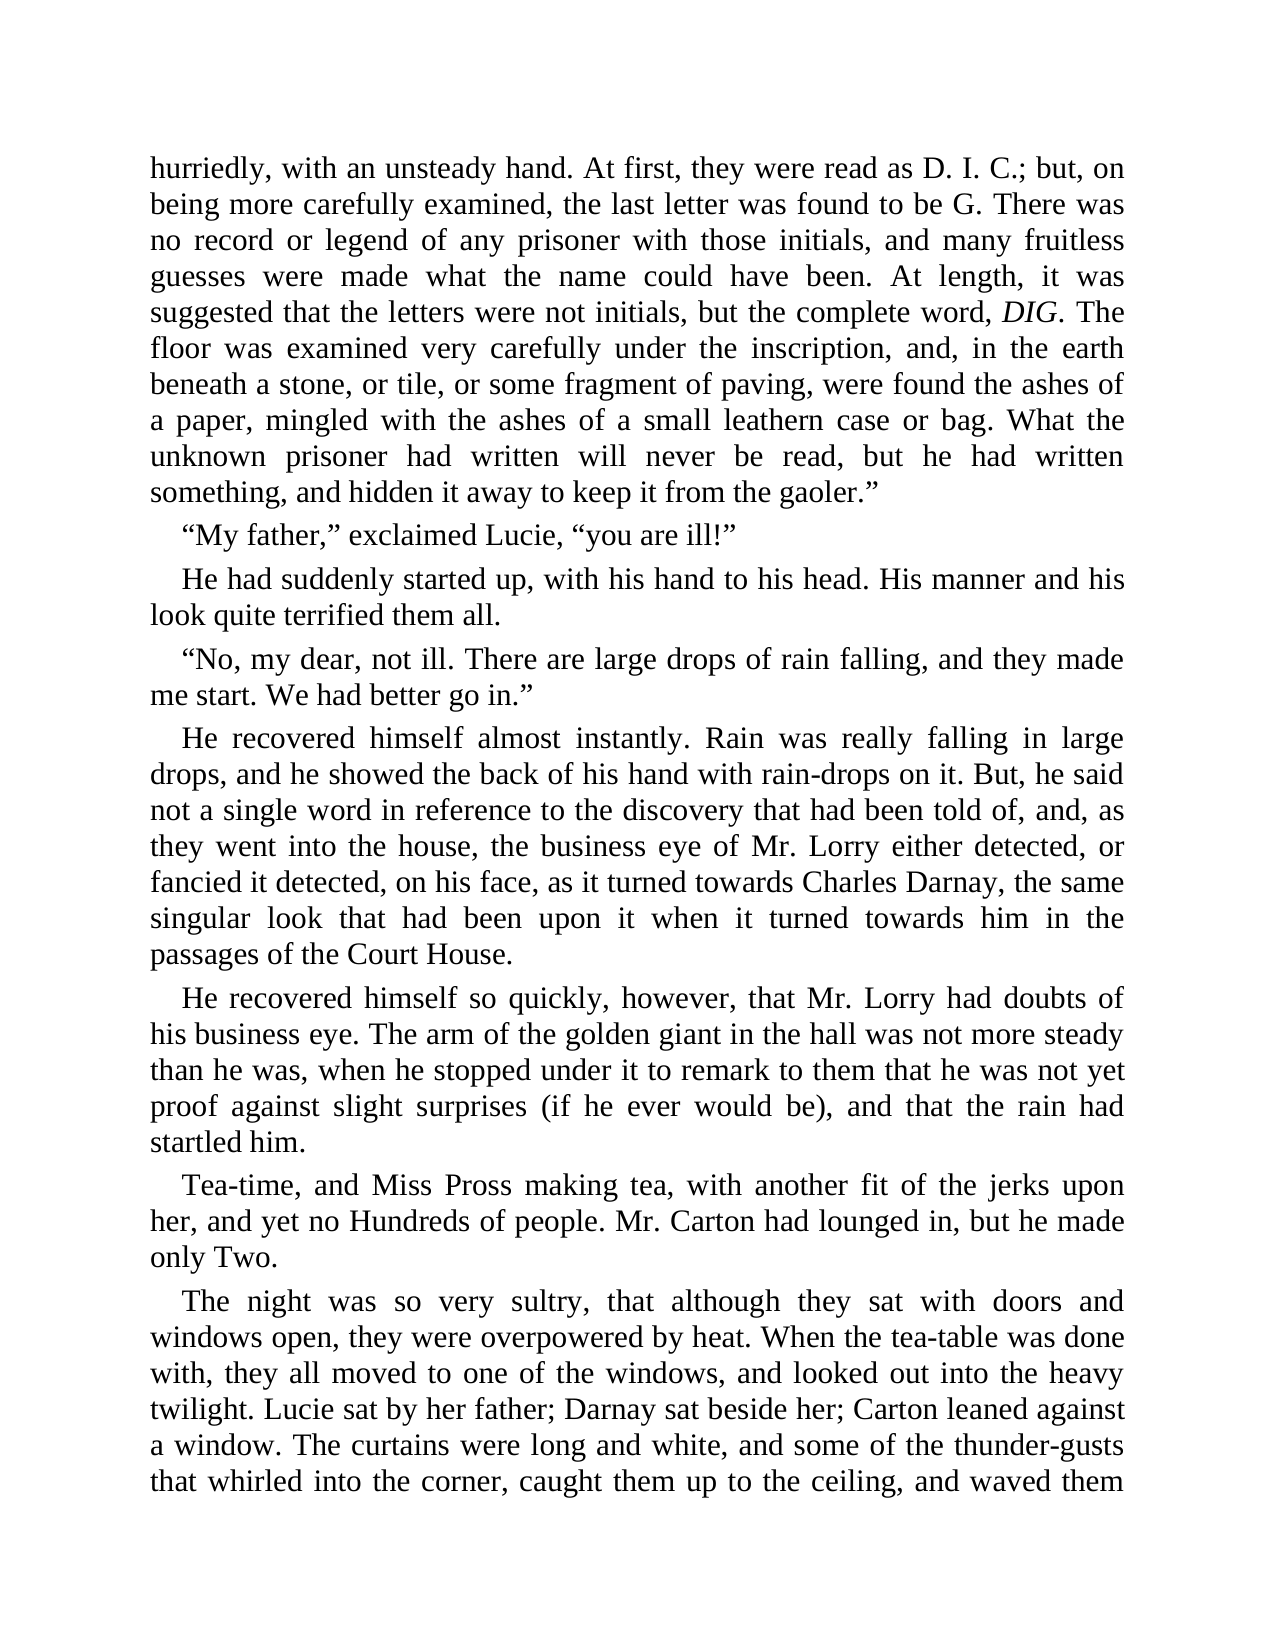 hurriedly, with an unsteady hand. At first, they were read as D. I. C.; but, on
being more carefully examined, the last letter was found to be G. There was
no record or legend of any prisoner with those initials, and many fruitless
guesses were made what the name could have been. At length, it was
suggested that the letters were not initials, but the complete word, DIG. The
floor was examined very carefully under the inscription, and, in the earth
beneath a stone, or tile, or some fragment of paving, were found the ashes of
a paper, mingled with the ashes of a small leathern case or bag. What the
unknown prisoner had written will never be read, but he had written
something, and hidden it away to keep it from the gaoler.”
“My father,” exclaimed Lucie, “you are ill!”
He had suddenly started up, with his hand to his head. His manner and his
look quite terrified them all.
“No, my dear, not ill. There are large drops of rain falling, and they made
me start. We had better go in.”
He recovered himself almost instantly. Rain was really falling in large
drops, and he showed the back of his hand with rain-drops on it. But, he said
not a single word in reference to the discovery that had been told of, and, as
they went into the house, the business eye of Mr. Lorry either detected, or
fancied it detected, on his face, as it turned towards Charles Darnay, the same
singular look that had been upon it when it turned towards him in the
passages of the Court House.
He recovered himself so quickly, however, that Mr. Lorry had doubts of
his business eye. The arm of the golden giant in the hall was not more steady
than he was, when he stopped under it to remark to them that he was not yet
proof against slight surprises (if he ever would be), and that the rain had
startled him.
Tea-time, and Miss Pross making tea, with another fit of the jerks upon
her, and yet no Hundreds of people. Mr. Carton had lounged in, but he made
only Two.
The night was so very sultry, that although they sat with doors and
windows open, they were overpowered by heat. When the tea-table was done
with, they all moved to one of the windows, and looked out into the heavy
twilight. Lucie sat by her father; Darnay sat beside her; Carton leaned against
a window. The curtains were long and white, and some of the thunder-gusts
that whirled into the corner, caught them up to the ceiling, and waved them